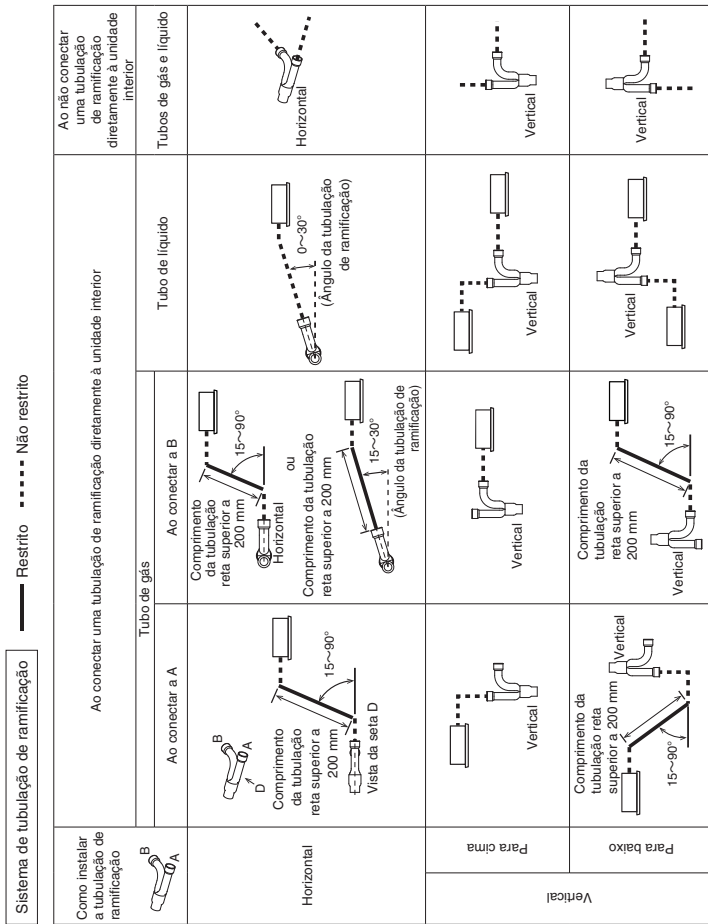 Sistema de tubulação de ramificação
Restrito
Não restrito
Como instalar
a tubulação de
ramificação
B
A
Ao conectar uma tubulação de ramificação diretamente à unidade interior
Ao não conectar
uma tubulação
de ramificação
diretamente à unidade
interior
Tubo de gás
Tubo de líquido
Tubos de gás e líquido
Ao conectar a A
Ao conectar a B
Horizontal
B
A
D
Comprimento
da tubulação
reta superior a
200 mm
15~90°
Vista da seta D
Comprimento
da tubulação
reta superior a
200 mm
15~90°
Horizontal
ou
Comprimento da tubulação
reta superior a 200 mm
15~30°
(Ângulo da tubulação de
ramificação)
0~30°
(Ângulo da tubulação
de ramificação)
Horizontal
Vertical
Para cima
Vertical
Vertical
Vertical
Vertical
Para baixo
Comprimento da
tubulação reta
superior a 200 mm
15~90°
Vertical
Comprimento da
tubulação
reta superior a
200 mm
15~90°
Vertical
Vertical
Vertical